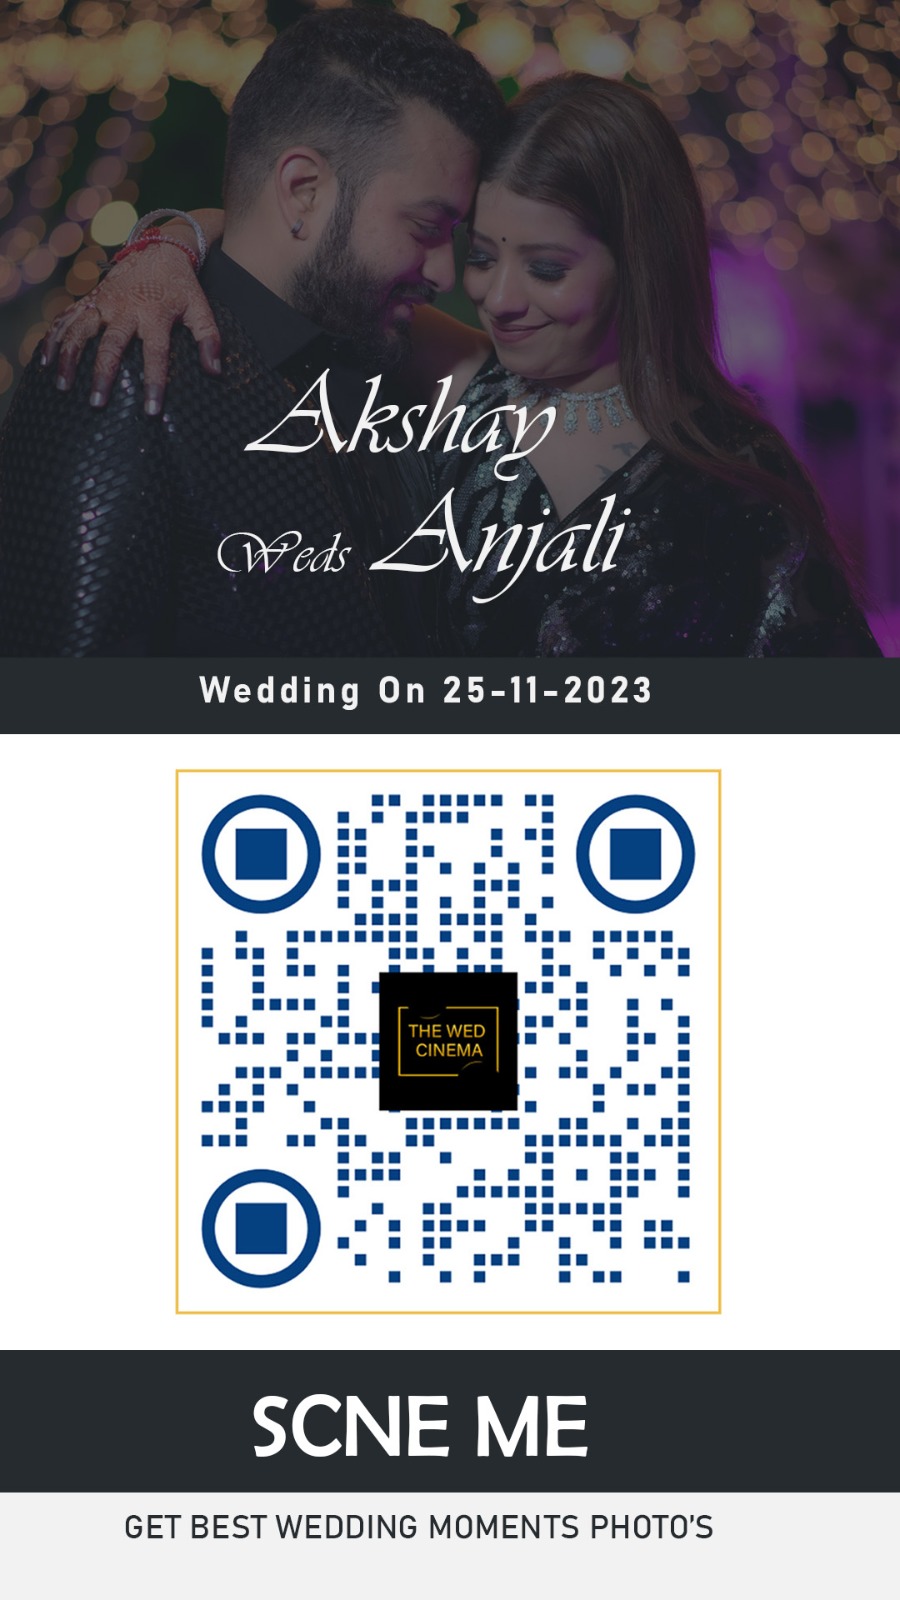 Akshay
Weds Anjali
Wedding On 25-11-2023
THE WED
CINEMA
SCNE ME
GET BEST WEDDING MOMENTS PHOTO'S